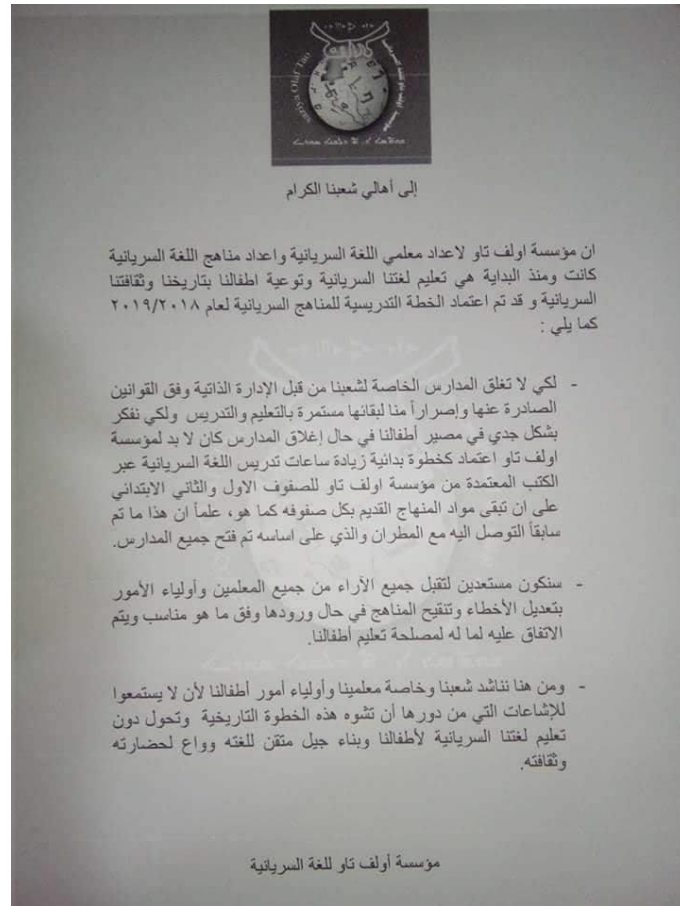 إلى أهالي شعبنا الكرام
ان مؤسسة اولف تاو لاعداد معلمي اللغة السريانية واعداد مناهج اللغة السريانية
كانت ومنذ البداية هي تعليم لغتنا السريانية وتوعية اطفالنا بتاريخنا وثقافتنا
السريانية و قد تم اعتماد الخطة التدريسية للمناهج السريانية لعام ٢٠١٩/٢٠١٨
كما يلي :
- لكي لا تغلق المدارس الخاصة لشعبنا من قبل الإدارة الذاتية وفق القوانين
الصادرة عنها وإصراراً منا لبقائها مستمرة بالتعليم والتدريس ولكي نفكر
بشكل جدي في مصير أطفالنا في حال إغلاق المدارس كان لا بد لمؤسسة
اولف تاو اعتماد كخطوة بدائية زيادة ساعات تدريس اللغة السريانية عبر
الكتب المعتمدة من مؤسسة اولف تاو للصفوف الاول والثاني الابتدائي
على ان تبقى مواد المنهاج القديم بكل صفوفه كما هو، علماً ان هذا ما تم
سابقاً التوصل اليه مع المطران والذي على اساسه تم فتح جميع المدارس.
- سنكون مستعدين لتقبل جميع الآراء من جميع المعلمين وأولياء الأمور
بتعديل الأخطاء وتنقيح المناهج في حال ورودها وفق ما هو مناسب ويتم
الاتفاق عليه لما له لمصلحة تعليم أطفالنا.
- ومن هنا نناشد شعبنا وخاصة معلمينا وأولياء أمور أطفالنا لأن لا يستمعوا
للإشاعات التي من دورها أن تشوه هذه الخطوة التاريخية وتحول دون
تعليم لغتنا السريانية لأطفالنا وبناء جيل متقن للغته وواع لحضارته
وثقافته.
مؤسسة أولف تاو للغة السريانية